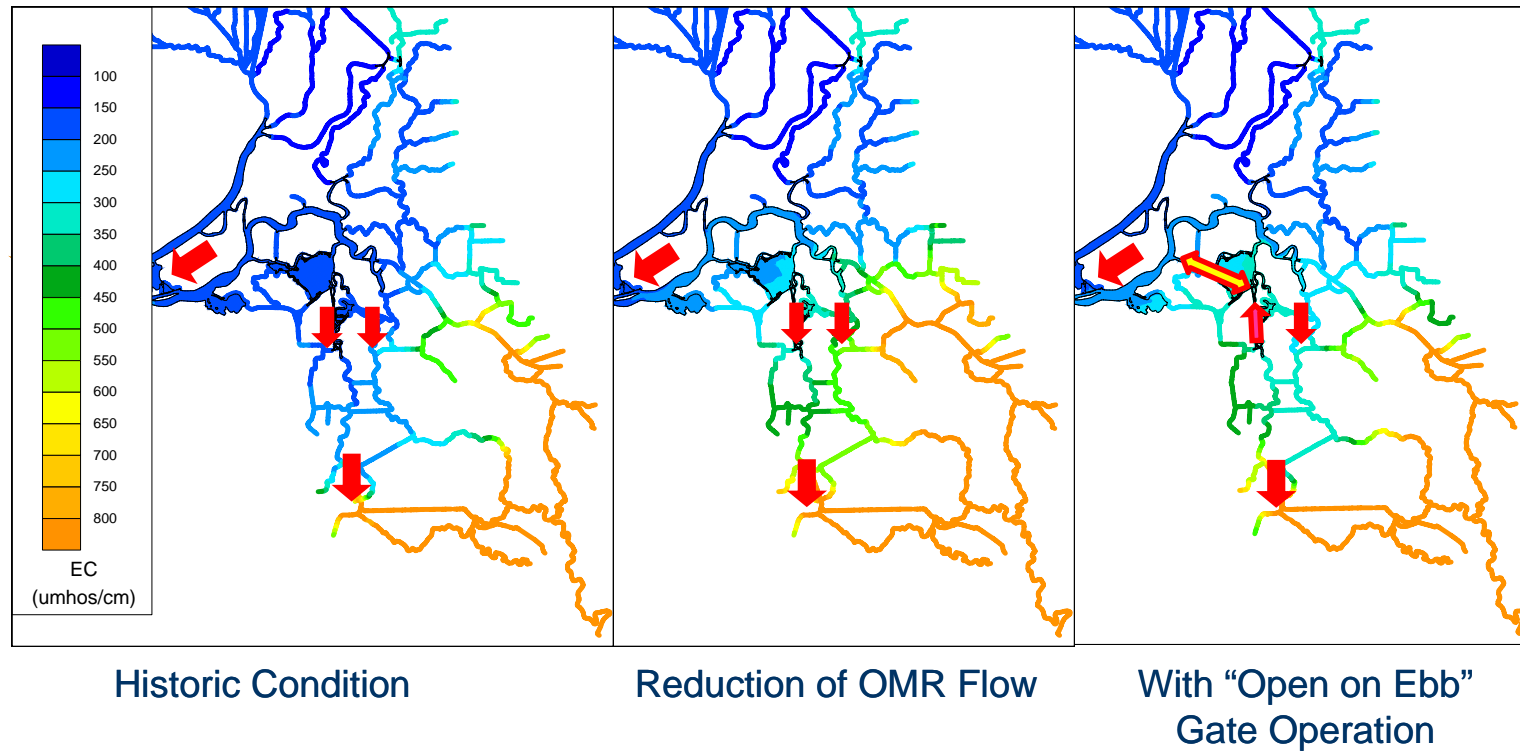 100
150
200
250
300
350
400
450
500
550
600
650
700
750
800
EC
(umhos/cm)
Historic Condition
Reduction of OMR Flow
With “Open on Ebb”
Gate Operation